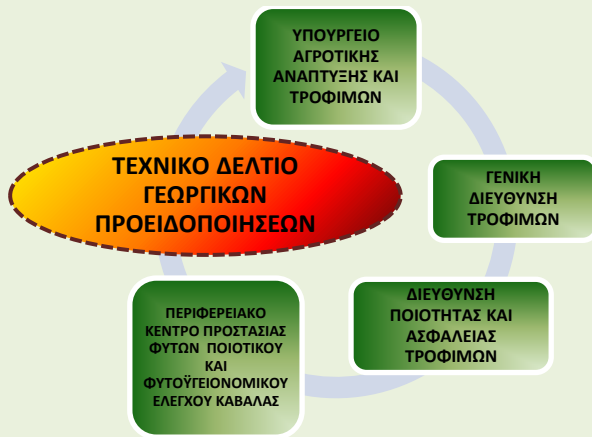 ΥΠΟΥΡΓΕΙΟ
ΑΓΡΟΤΙΚΗΣ
ΑΝΑΠΤΥΞΗΣ ΚΑΙ
ΤΡΟΦΙΜΩΝ
ΤΕΧΝΙΚΟ ΔΕΛΤΙΟ
ΓΕΩΡΓΙΚΩΝ
ΠΡΟΕΙΔΟΠΟΙΗΣΕΩΝ
ΓΕΝΙΚΗ
ΔΙΕΥΘΥΝΣΗ
ΤΡΟΦΙΜΩΝ
ΔΙΕΥΘΥΝΣΗ
ΠΟΙΟΤΗΤΑΣ ΚΑΙ
ΑΣΦΑΛΕΙΑΣ
ΤΡΟΦΙΜΩΝ
ΠΕΡΙΦΕΡΕΙΑΚΟ
ΚΕΝΤΡΟ ΠΡΟΣΤΑΣΙΑΣ
ΦΥΤΩΝ ΠΟΙΟΤΙΚΟΥ
ΚΑΙ
ΦΥΤΟΫΓΕΙΟΝΟΜΙΚΟΥ
ΕΛΕΓΧΟΥ ΚΑΒΑΛΑΣ